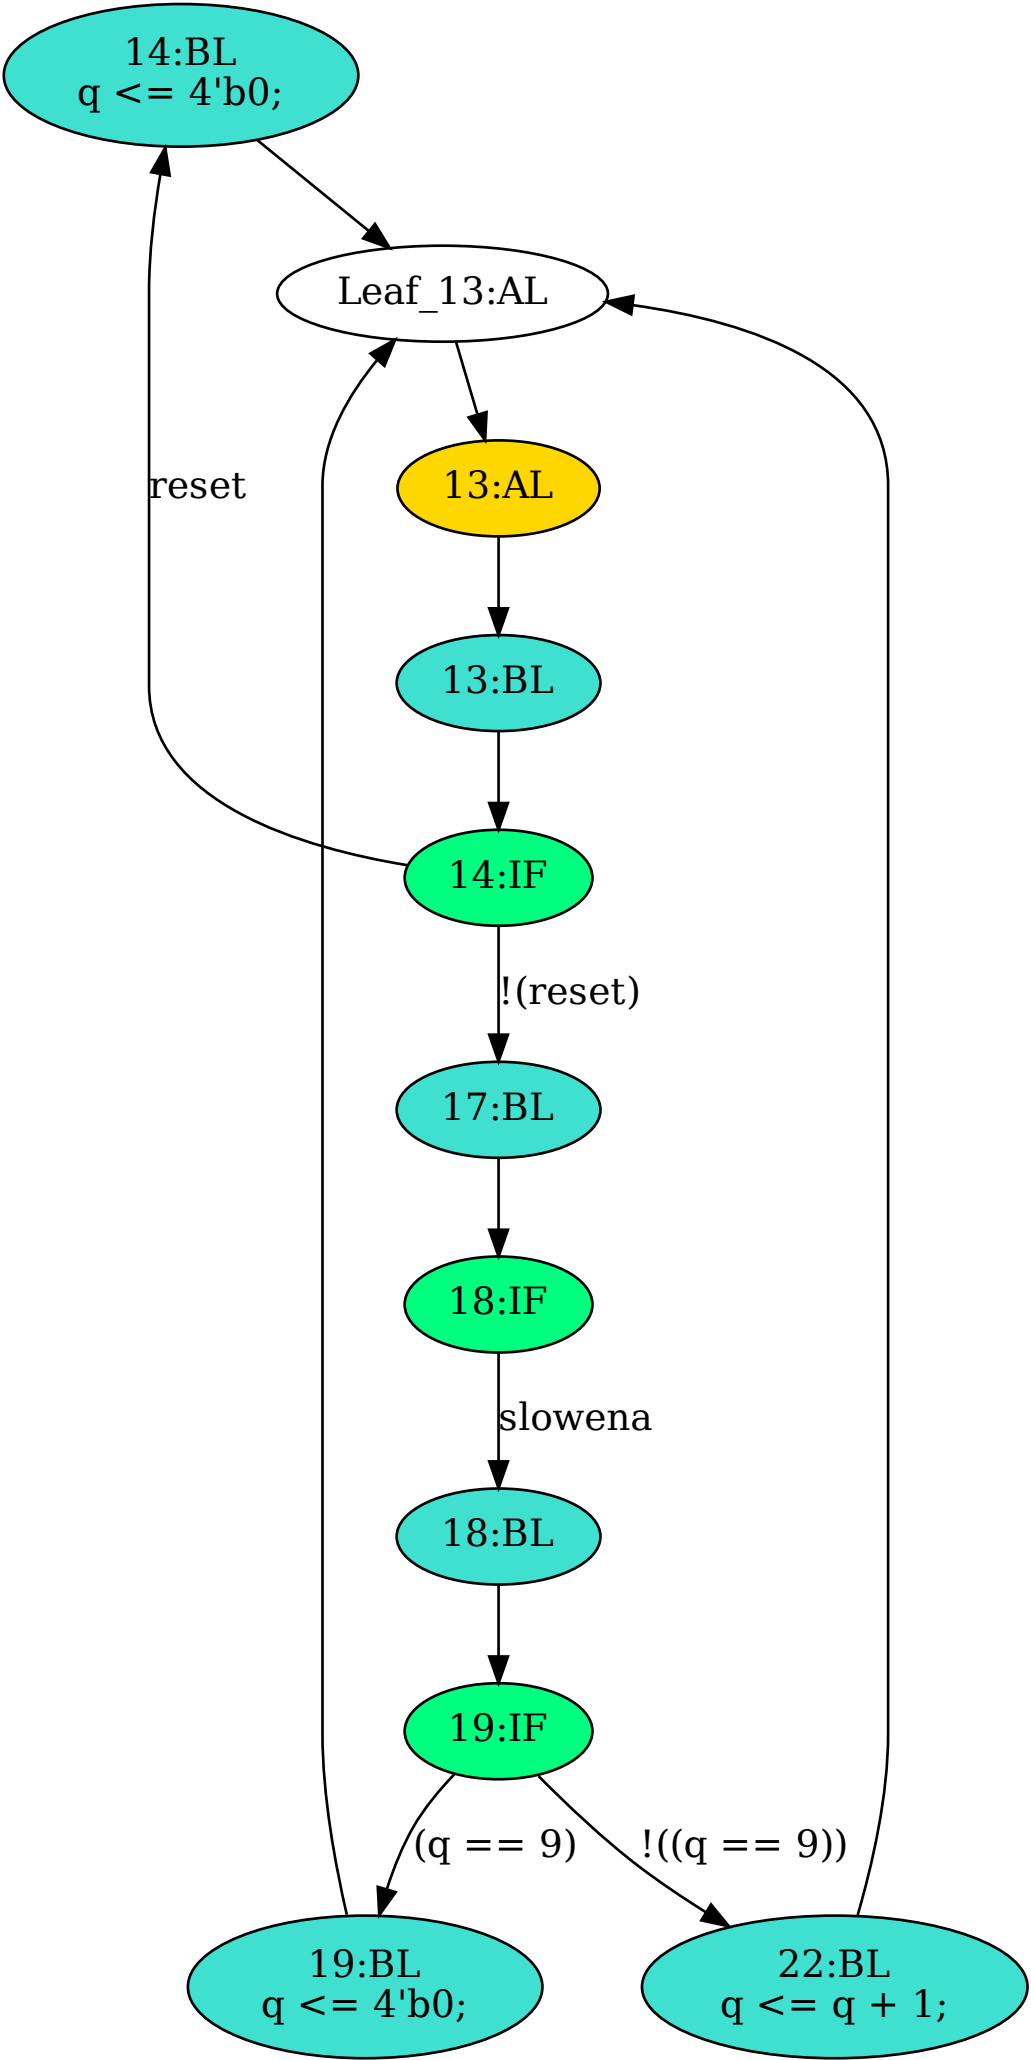 14:BL
q <= 4'b0;
Leaf_13:AL
reset
13:AL
13:BL
14:IF
!(reset)
17:BL
18:IF
slowena
18:BL
19:IF
(q == 9)
!((q == 9))
19:BL
q <= 4'b0;
22:BL
q <= q + 1;